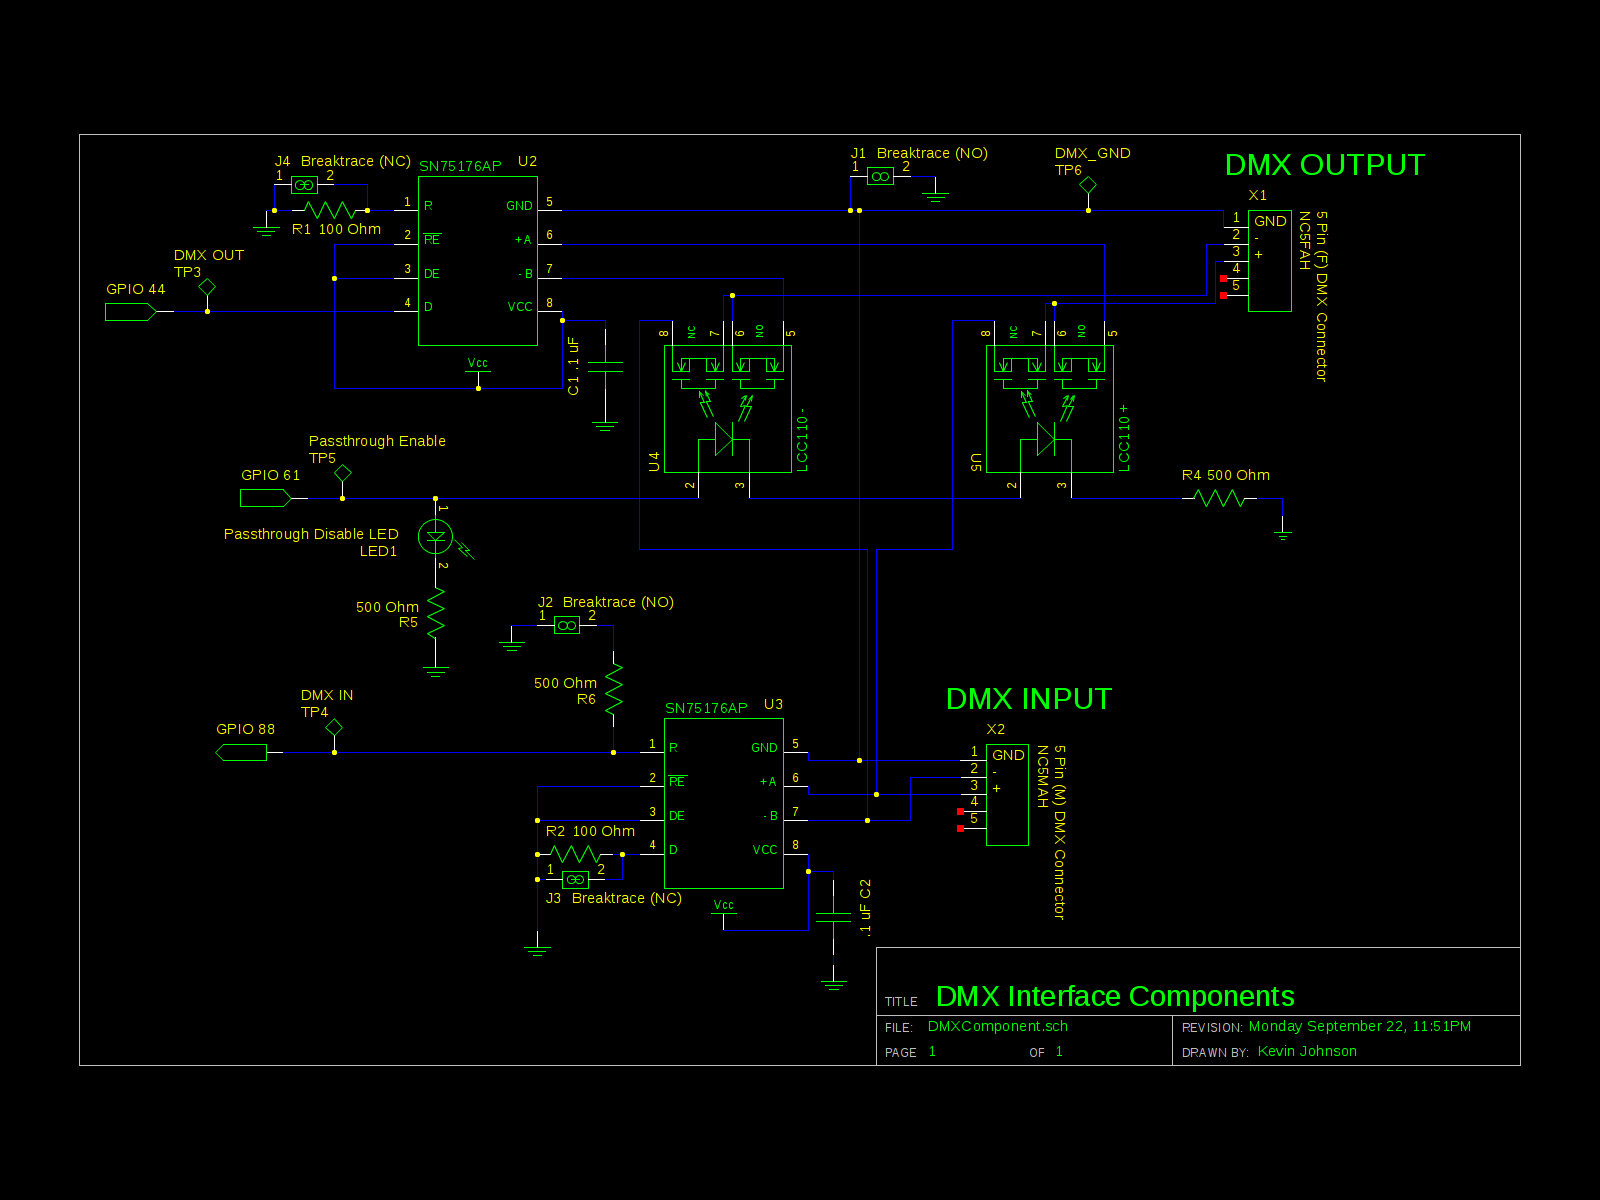 J4 Breaktrace (NC)
1 2
R1 100 Ohm
SN75176AP U2
1 R
2 RE
3 DE
4 D
GND 5
+A 6
- B 7
VCC 8
Vcc
DMX OUT
TP3
GPIO 44
C1 .1 uF
J1 Breaktrace (NO)
1 2
DMX_GND
TP6
DMX OUTPUT
X1
1 GND
2 -
3 +
4
5
5 Pin (F) DMX Connector
NC5FAH
8 NC 7 6 NO 5
U4
LCC110 -
2 3
8 NC 7 6 NO 5
U5
LCC110 +
2 3
R4 500 Ohm
Passthrough Enable
TP5
GPIO 61
Passthrough Disable LED
LED1
1
2
500 Ohm
R5
J2 Breaktrace (NO)
1 2
500 Ohm
R6
DMX IN
TP4
GPIO 88
SN75176AP U3
1 R
2 RE
3 DE
4 D
GND 5
+A 6
- B 7
VCC 8
R2 100 Ohm
1 2
J3 Breaktrace (NC)
Vcc
.1 uF C2
DMX INPUT
X2
1 GND
2 -
3 +
4
5
5 Pin (M) DMX Connector
NC5MAH
TITLE DMX Interface Components
FILE: DMXComponent.sch
REVISION: Monday September 22, 11:51PM
PAGE 1 OF 1
DRAWN BY: Kevin Johnson